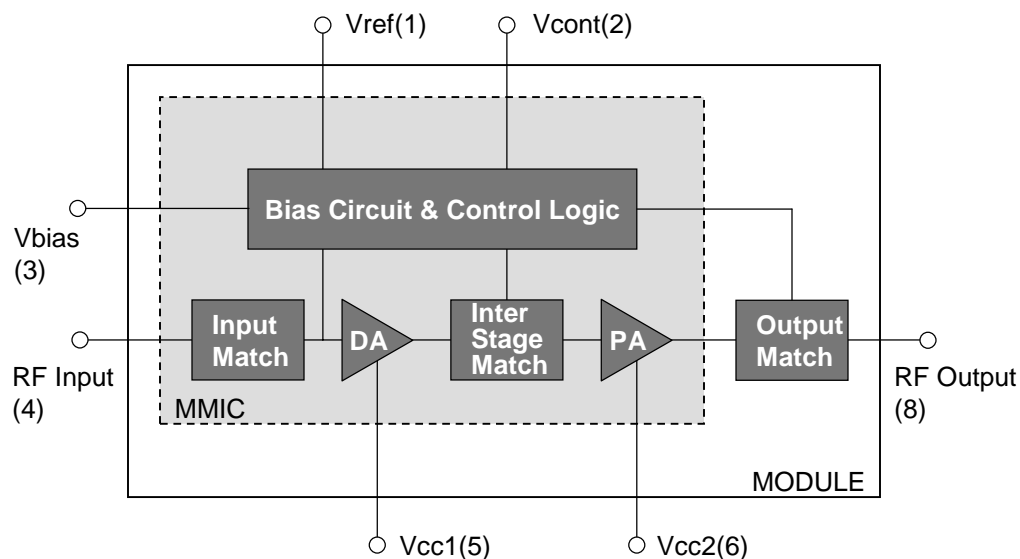 Vref(1)
Vcont(2)
Bias Circuit & Control Logic
Vbias
(3)
Input
Match
DA
Inter
Stage
Match
PA
Output
Match
RF Input
(4)
RF Output
(8)
MMIC
MODULE
Vcc1(5)
Vcc2(6)